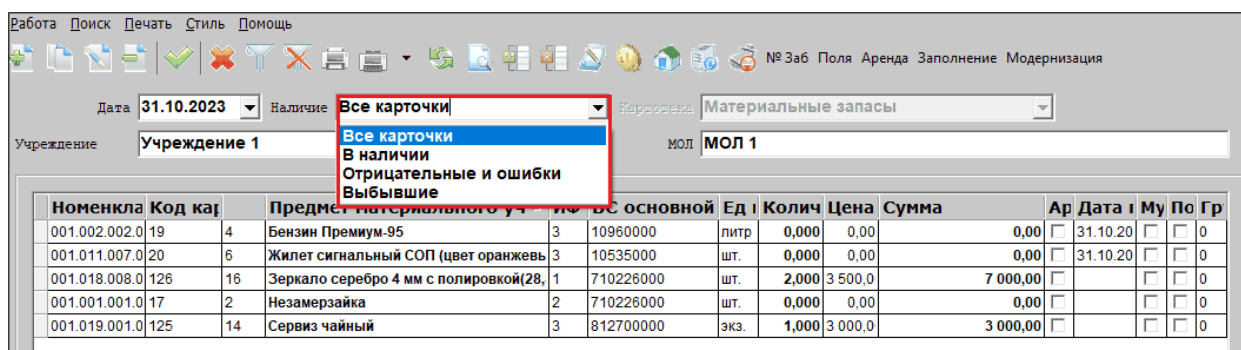 Работа Поиск Печать Стиль Помощь
№ Заб Поля Аренда Заполнение Модернизация
Дата 31.10.2023 Наличие Все карточки Картотека Материальные запасы
Учреждение Учреждение 1 МОЛ МОЛ 1
Все карточки
В наличии
Отрицательные и ошибки
Выбывшие
Номенкла Код кар Предмет материального уч ИФ БС основной Ед Колич Цена Сумма Ар Дата Му По Гр
001.002.002.0 19 4 Бензин Премиум-95 3 10960000 литр 0,000 0,00 0,00 31.10.20 0
001.011.007.0 20 6 Жилет сигнальный СОП (цвет оранжевь 3 10535000 шт. 0,000 0,00 0,00 31.10.20 0
001.018.008.0 126 16 Зеркало серебро 4 мм с полировкой(28, 1 710226000 шт. 2,000 3 500,0 7 000,00 0
001.001.001.0 17 2 Незамерзайка 2 710226000 шт. 0,000 0,00 0,00 0
001.019.001.0 125 14 Сервиз чайный 3 812700000 экз. 1,000 3 000,0 3 000,00 0